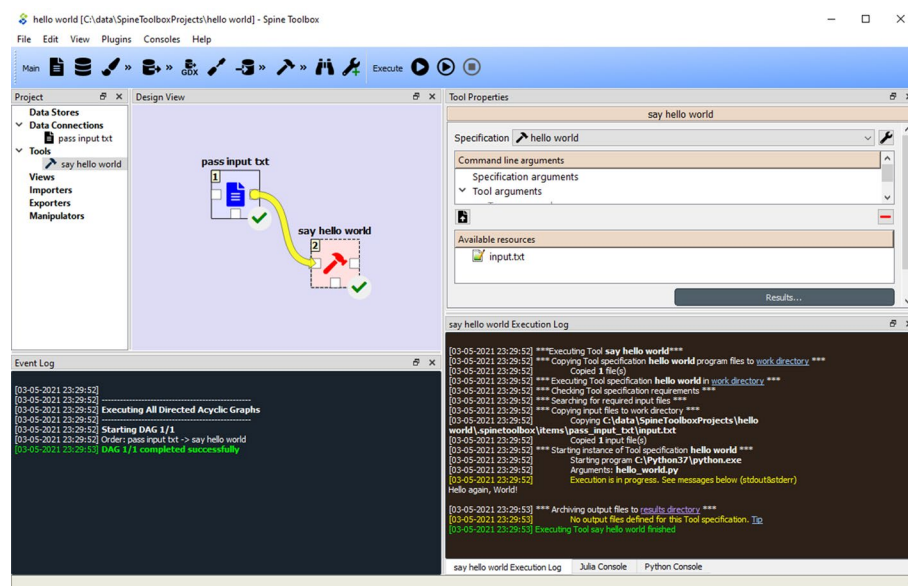 hello world [C:\data\SpineToolboxProjects\hello world] - Spine Toolbox
File Edit View Plugins Consoles Help
Main » » GDX » » Execute
Project
Data Stores
Data Connections
pass input txt
Tools
say hello world
Views
Importers
Exporters
Manipulators
Design View
pass input txt
1
say hello world
2
Tool Properties
say hello world
Specification hello world
Command line arguments
Specification arguments
Tool arguments
Available resources
input.txt
Results...
Event Log
[03-05-2021 23:29:52]
[03-05-2021 23:29:52] ----------------------------------------
[03-05-2021 23:29:52] Executing All Directed Acyclic Graphs
[03-05-2021 23:29:52] ----------------------------------------
[03-05-2021 23:29:52] Starting DAG 1/1
[03-05-2021 23:29:52] Order: pass input txt -> say hello world
[03-05-2021 23:29:53] DAG 1/1 completed successfully
say hello world Execution Log
[03-05-2021 23:29:52] ***Executing Tool say hello world***
[03-05-2021 23:29:52] *** Copying Tool specification hello world program files to work directory ***
[03-05-2021 23:29:52] Copied 1 file(s)
[03-05-2021 23:29:52] *** Executing Tool specification hello world in work directory ***
[03-05-2021 23:29:52] *** Checking Tool specification requirements ***
[03-05-2021 23:29:52] *** Searching for required input files ***
[03-05-2021 23:29:52] *** Copying input files to work directory ***
[03-05-2021 23:29:52] Copying C:\data\SpineToolboxProjects\hello
world\.spinetoolbox\items\pass_input_txt\input.txt
[03-05-2021 23:29:52] Copied 1 input file(s)
[03-05-2021 23:29:52] *** Starting instance of Tool specification hello world ***
[03-05-2021 23:29:52] Starting program C:\Python37\python.exe
[03-05-2021 23:29:52] Arguments: hello_world.py
[03-05-2021 23:29:52] Execution is in progress. See messages below (stdout&stderr)
Hello again, World!
[03-05-2021 23:29:53] *** Archiving output files to results directory ***
[03-05-2021 23:29:53] No output files defined for this Tool specification. Tip
[03-05-2021 23:29:53] Executing Tool say hello world finished
say hello world Execution Log Julia Console Python Console